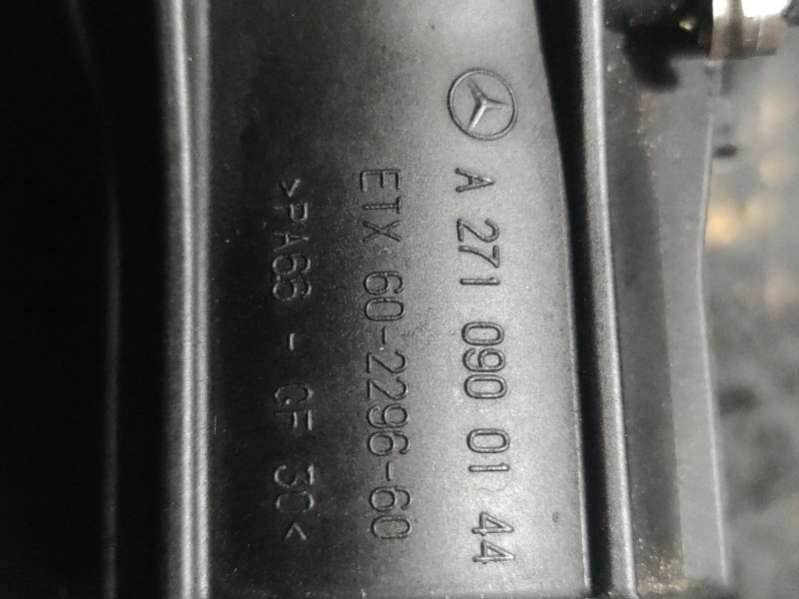 A 271 090 01 44
ETX 60-2296-60
>PA66 - GF 30<